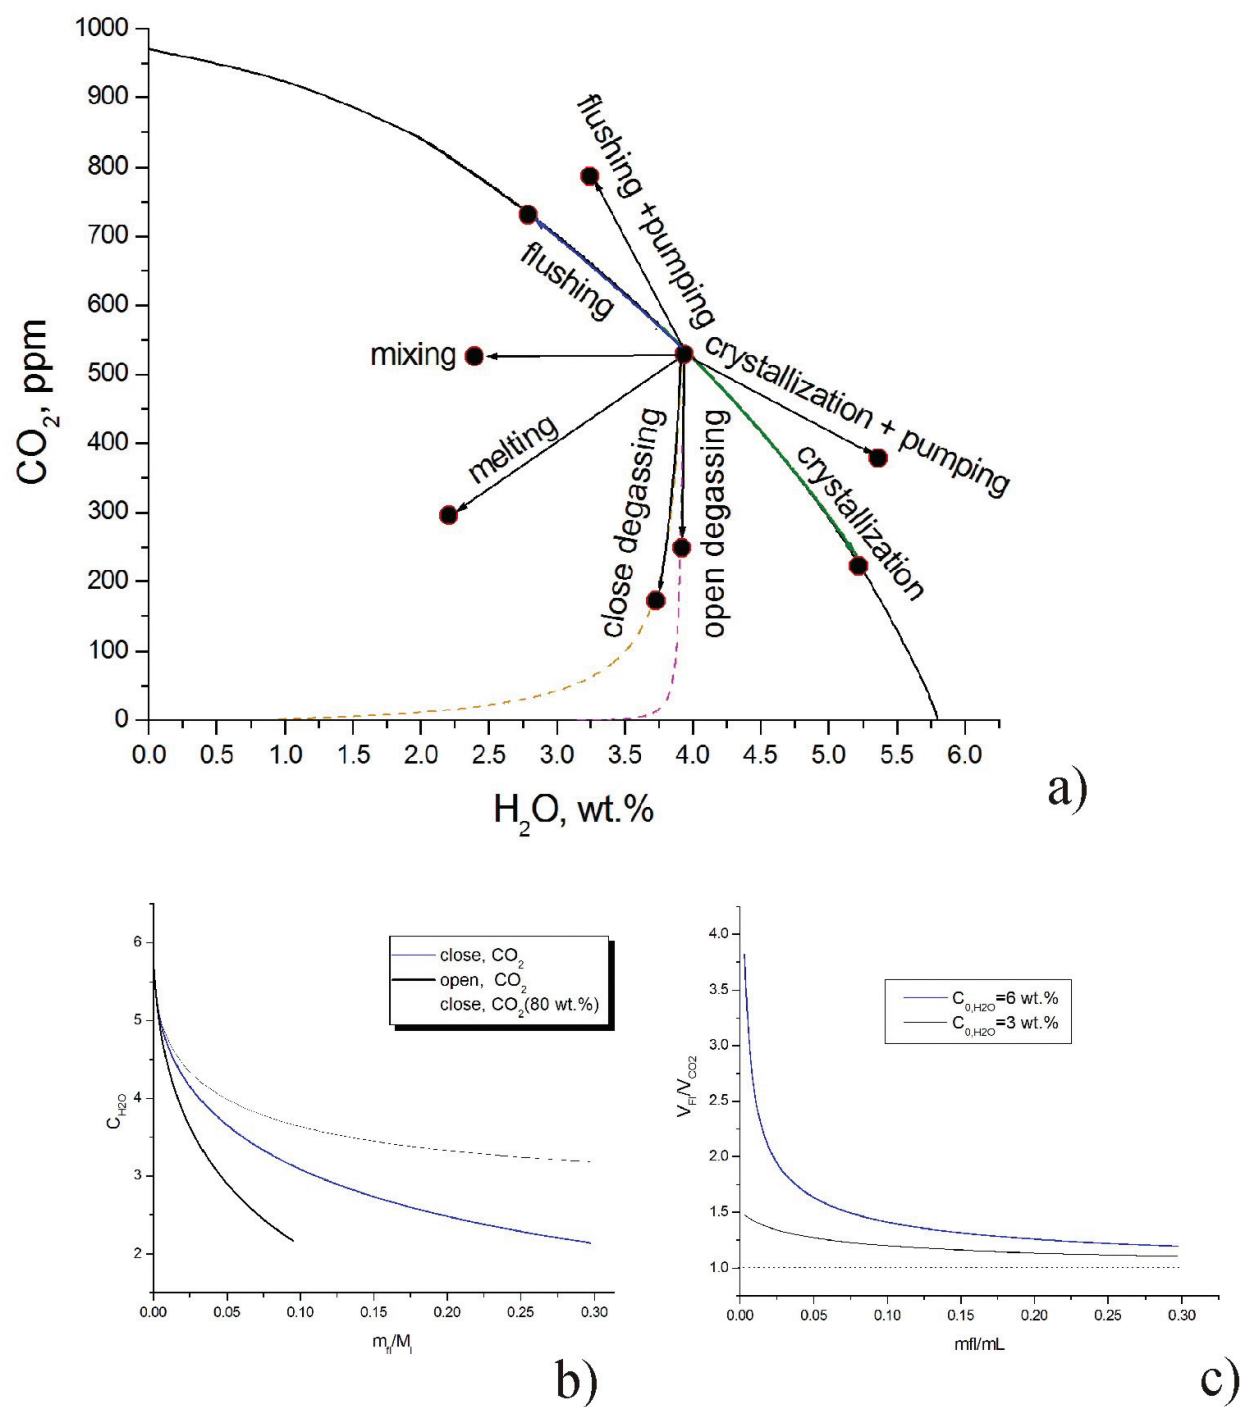 1000
900
800
700
600
500
400
300
200
100
0
CO2, ppm
flushing +pumping
flushing
mixing
melting
close degassing
open degassing
crystallization + pumping
crystallization
0.0 0.5 1.0 1.5 2.0 2.5 3.0 3.5 4.0 4.5 5.0 5.5 6.0
H2O, wt.%
a)
6
5
4
3
2
CH2O
close, CO2
open, CO2
close, CO2(80 wt.%)
0.00 0.05 0.10 0.15 0.20 0.25 0.30
mfl/Ml
b)
4.0
3.5
3.0
2.5
2.0
1.5
1.0
VFl/VCO2
C0,H2O=6 wt.%
C0,H2O=3 wt.%
0.00 0.05 0.10 0.15 0.20 0.25 0.30
mfl/mL
c)